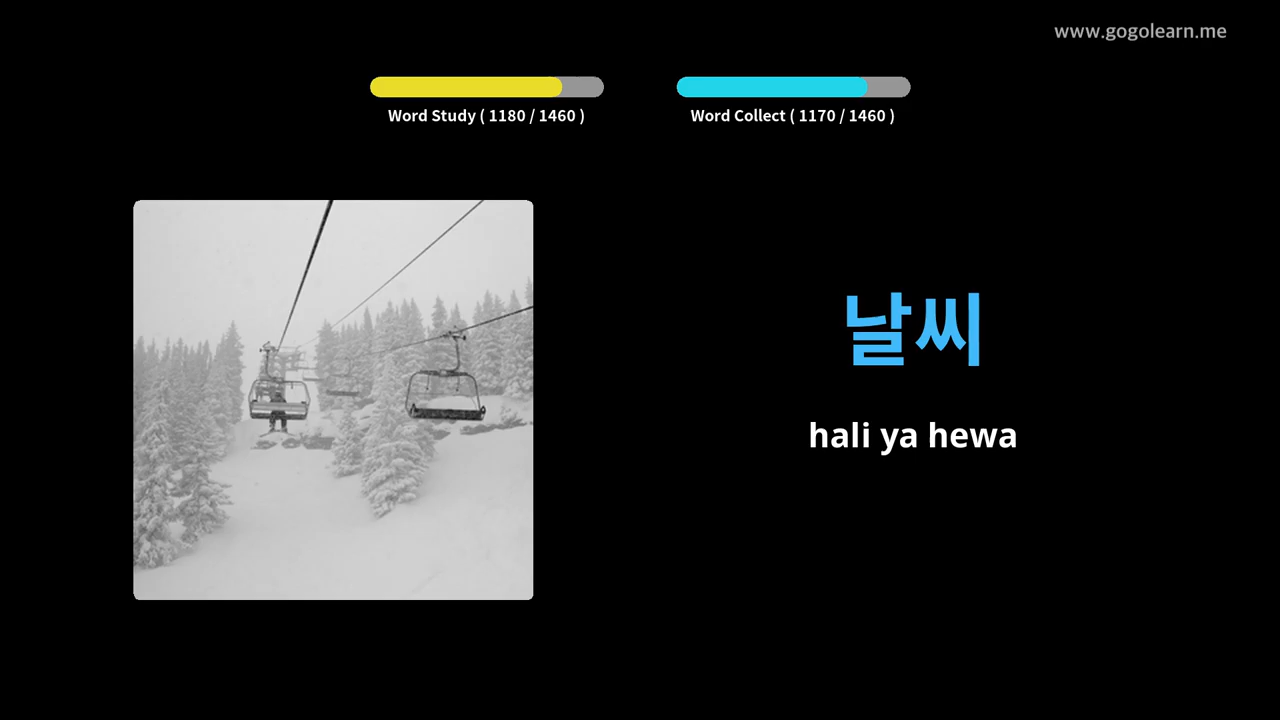 www.gogolearn.me
Word Study ( 1180 / 1460 )
Word Collect ( 1170 / 1460 )
날씨
hali ya hewa